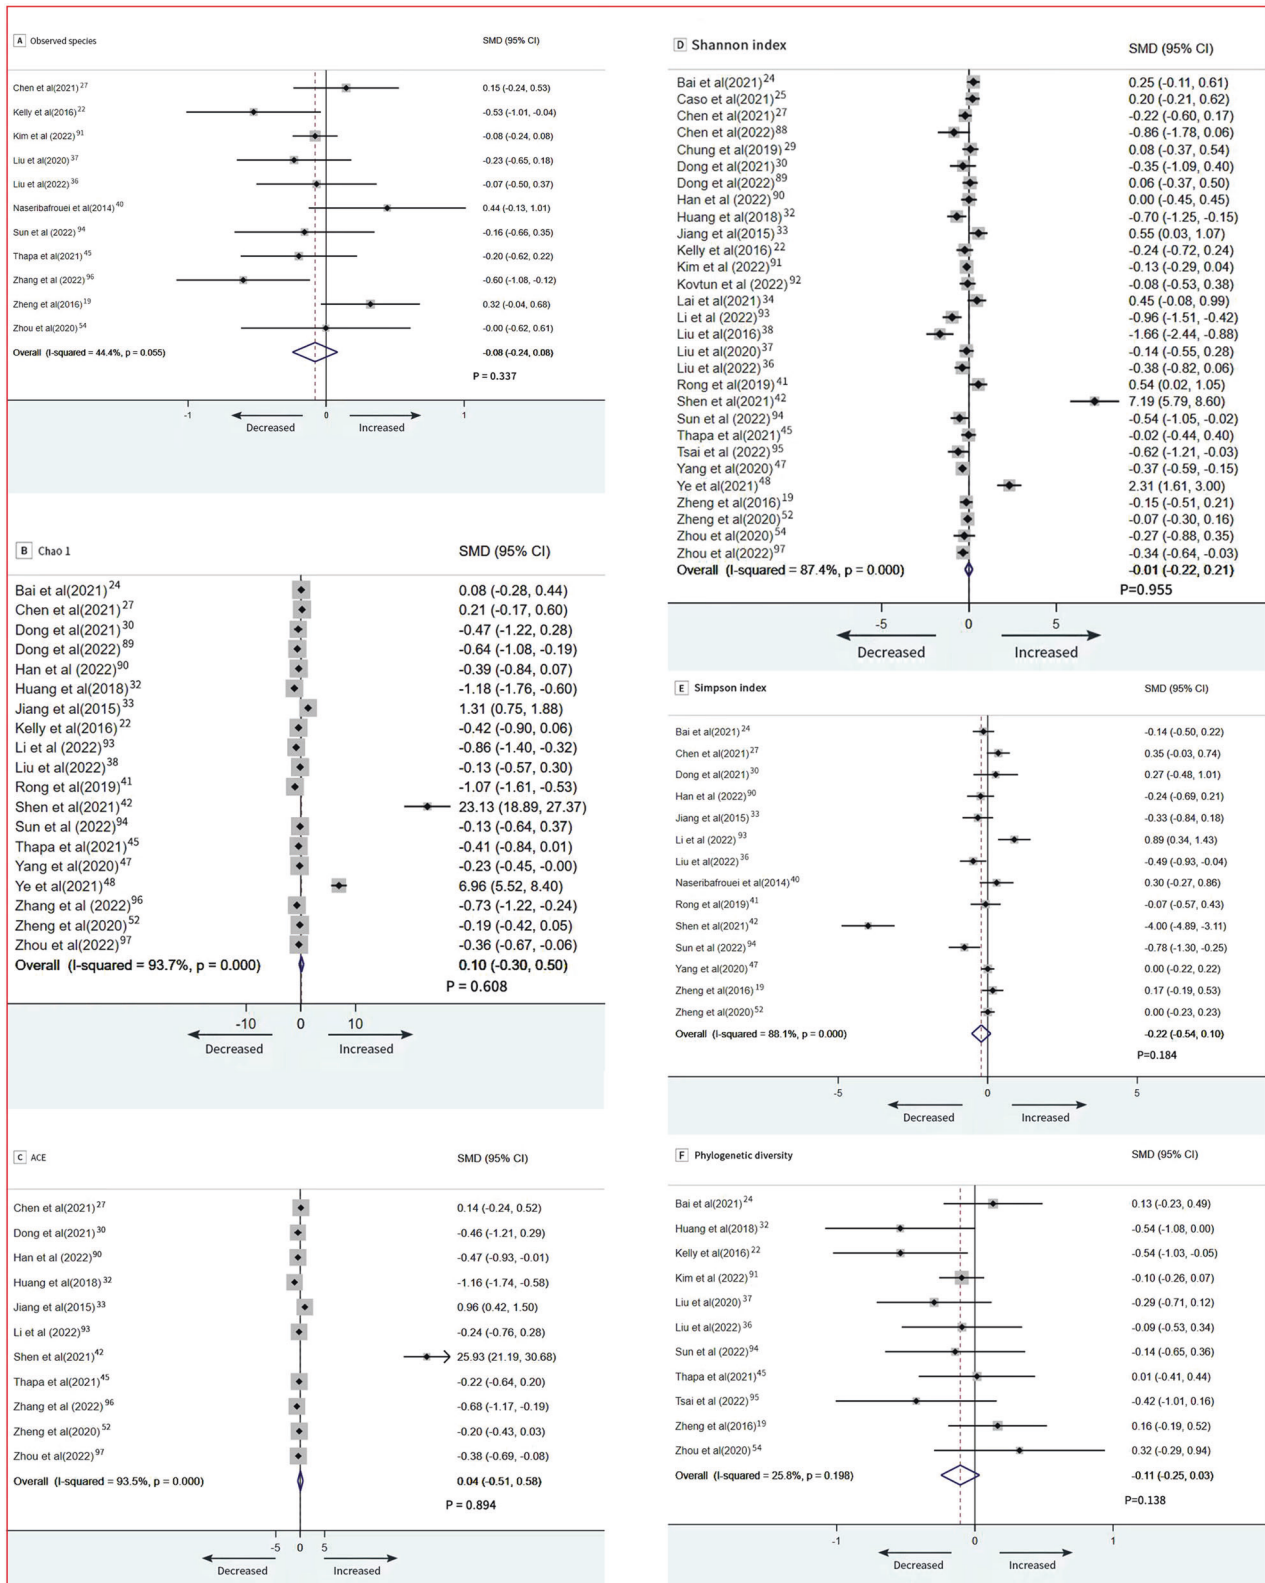 A Observed species
SMD (95% CI)
Chen et al(2021)27 0.15 (-0.24, 0.53)
Kelly et al(2016)22 -0.53 (-1.01, -0.04)
Kim et al (2022)91 -0.08 (-0.24, 0.08)
Liu et al(2020)37 -0.23 (-0.65, 0.18)
Liu et al(2022)36 -0.07 (-0.50, 0.37)
Naseribafrouei et al(2014)40 0.44 (-0.13, 1.01)
Sun et al (2022)94 -0.16 (-0.66, 0.35)
Thapa et al(2021)45 -0.20 (-0.62, 0.22)
Zhang et al (2022)96 -0.60 (-1.08, -0.12)
Zheng et al(2016)19 0.32 (-0.04, 0.68)
Zhou et al(2020)54 -0.00 (-0.62, 0.61)
Overall (I-squared = 44.4%, p = 0.055) -0.08 (-0.24, 0.08)
P = 0.337
-1 0 1
Decreased Increased
B Chao 1
SMD (95% CI)
Bai et al(2021)24 0.08 (-0.28, 0.44)
Chen et al(2021)27 0.21 (-0.17, 0.60)
Dong et al(2021)30 -0.47 (-1.22, 0.28)
Dong et al(2022)89 -0.64 (-1.08, -0.19)
Han et al (2022)90 -0.39 (-0.84, 0.07)
Huang et al(2018)32 -1.18 (-1.76, -0.60)
Jiang et al(2015)33 1.31 (0.75, 1.88)
Kelly et al(2016)22 -0.42 (-0.90, 0.06)
Li et al (2022)93 -0.86 (-1.40, -0.32)
Liu et al(2022)38 -0.13 (-0.57, 0.30)
Rong et al(2019)41 -1.07 (-1.61, -0.53)
Shen et al(2021)42 23.13 (18.89, 27.37)
Sun et al (2022)94 -0.13 (-0.64, 0.37)
Thapa et al(2021)45 -0.41 (-0.84, 0.01)
Yang et al(2020)47 -0.23 (-0.45, -0.00)
Ye et al(2021)48 6.96 (5.52, 8.40)
Zhang et al (2022)96 -0.73 (-1.22, -0.24)
Zheng et al(2020)52 -0.19 (-0.42, 0.05)
Zhou et al(2022)97 -0.36 (-0.67, -0.06)
Overall (I-squared = 93.7%, p = 0.000) 0.10 (-0.30, 0.50)
P = 0.608
-10 0 10
Decreased Increased
C ACE
SMD (95% CI)
Chen et al(2021)27 0.14 (-0.24, 0.52)
Dong et al(2021)30 -0.46 (-1.21, 0.29)
Han et al (2022)90 -0.47 (-0.93, -0.01)
Huang et al(2018)32 -1.16 (-1.74, -0.58)
Jiang et al(2015)33 0.96 (0.42, 1.50)
Li et al (2022)93 -0.24 (-0.76, 0.28)
Shen et al(2021)42 25.93 (21.19, 30.68)
Thapa et al(2021)45 -0.22 (-0.64, 0.20)
Zhang et al (2022)96 -0.68 (-1.17, -0.19)
Zheng et al(2020)52 -0.20 (-0.43, 0.03)
Zhou et al(2022)97 -0.38 (-0.69, -0.08)
Overall (I-squared = 93.5%, p = 0.000) 0.04 (-0.51, 0.58)
P = 0.894
-5 0 5
Decreased Increased
D Shannon index
SMD (95% CI)
Bai et al(2021)24 0.25 (-0.11, 0.61)
Caso et al(2021)25 0.20 (-0.21, 0.62)
Chen et al(2021)27 -0.22 (-0.60, 0.17)
Chen et al(2022)88 -0.86 (-1.78, 0.06)
Chung et al(2019)29 0.08 (-0.37, 0.54)
Dong et al(2021)30 -0.35 (-1.09, 0.40)
Dong et al(2022)89 0.06 (-0.37, 0.50)
Han et al (2022)90 0.00 (-0.45, 0.45)
Huang et al(2018)32 -0.70 (-1.25, -0.15)
Jiang et al(2015)33 0.55 (0.03, 1.07)
Kelly et al(2016)22 -0.24 (-0.72, 0.24)
Kim et al (2022)91 -0.13 (-0.29, 0.04)
Kovtun et al (2022)92 -0.08 (-0.53, 0.38)
Lai et al(2021)34 0.45 (-0.08, 0.99)
Li et al (2022)93 -0.96 (-1.51, -0.42)
Liu et al(2016)38 -1.66 (-2.44, -0.88)
Liu et al(2020)37 -0.14 (-0.55, 0.28)
Liu et al(2022)36 -0.38 (-0.82, 0.06)
Rong et al(2019)41 0.54 (0.02, 1.05)
Shen et al(2021)42 7.19 (5.79, 8.60)
Sun et al (2022)94 -0.54 (-1.05, -0.02)
Thapa et al(2021)45 -0.02 (-0.44, 0.40)
Tsai et al (2022)95 -0.62 (-1.21, -0.03)
Yang et al(2020)47 -0.37 (-0.59, -0.15)
Ye et al(2021)48 2.31 (1.61, 3.00)
Zheng et al(2016)19 -0.15 (-0.51, 0.21)
Zheng et al(2020)52 -0.07 (-0.30, 0.16)
Zhou et al(2020)54 -0.27 (-0.88, 0.35)
Zhou et al(2022)97 -0.34 (-0.64, -0.03)
Overall (I-squared = 87.4%, p = 0.000) -0.01 (-0.22, 0.21)
P=0.955
-5 0 5
Decreased Increased
E Simpson index
SMD (95% CI)
Bai et al(2021)24 -0.14 (-0.50, 0.22)
Chen et al(2021)27 0.35 (-0.03, 0.74)
Dong et al(2021)30 0.27 (-0.48, 1.01)
Han et al (2022)90 -0.24 (-0.69, 0.21)
Jiang et al(2015)33 -0.33 (-0.84, 0.18)
Li et al (2022)93 0.89 (0.34, 1.43)
Liu et al(2022)36 -0.49 (-0.93, -0.04)
Naseribafrouei et al(2014)40 0.30 (-0.27, 0.86)
Rong et al(2019)41 -0.07 (-0.57, 0.43)
Shen et al(2021)42 -4.00 (-4.89, -3.11)
Sun et al (2022)94 -0.78 (-1.30, -0.25)
Yang et al(2020)47 0.00 (-0.22, 0.22)
Zheng et al(2016)19 0.17 (-0.19, 0.53)
Zheng et al(2020)52 0.00 (-0.23, 0.23)
Overall (I-squared = 88.1%, p = 0.000) -0.22 (-0.54, 0.10)
P=0.184
-5 0 5
Decreased Increased
F Phylogenetic diversity
SMD (95% CI)
Bai et al(2021)24 0.13 (-0.23, 0.49)
Huang et al(2018)32 -0.54 (-1.08, 0.00)
Kelly et al(2016)22 -0.54 (-1.03, -0.05)
Kim et al (2022)91 -0.10 (-0.26, 0.07)
Liu et al(2020)37 -0.29 (-0.71, 0.12)
Liu et al(2022)36 -0.09 (-0.53, 0.34)
Sun et al (2022)94 -0.14 (-0.65, 0.36)
Thapa et al(2021)45 0.01 (-0.41, 0.44)
Tsai et al (2022)95 -0.42 (-1.01, 0.16)
Zheng et al(2016)19 0.16 (-0.19, 0.52)
Zhou et al(2020)54 0.32 (-0.29, 0.94)
Overall (I-squared = 25.8%, p = 0.198) -0.11 (-0.25, 0.03)
P=0.138
-1 0 1
Decreased Increased